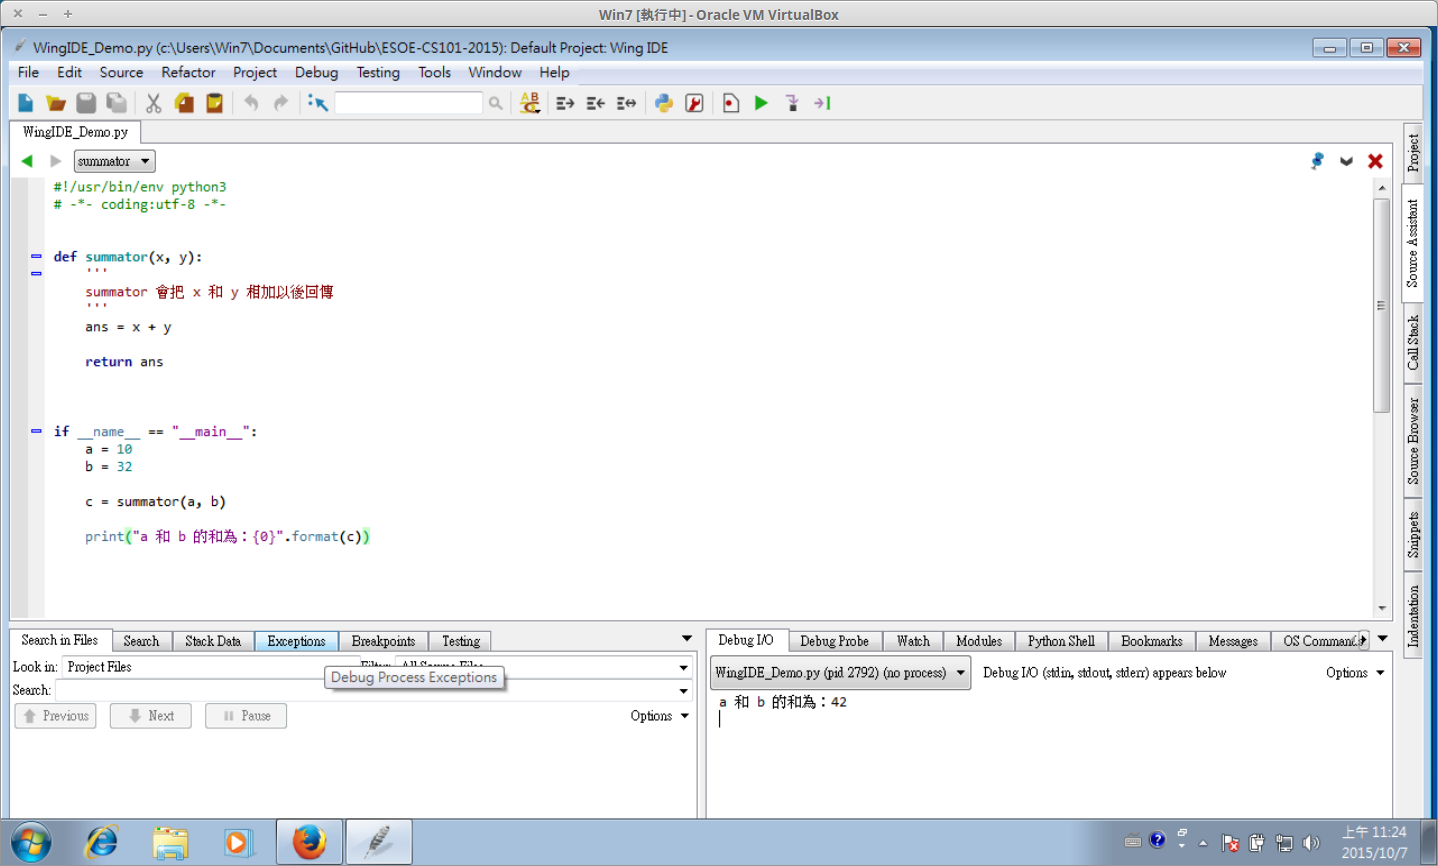 Win7 [執行中] - Oracle VM VirtualBox
WingIDE_Demo.py (c:\Users\Win7\Documents\GitHub\ESOE-CS101-2015): Default Project: Wing IDE
File Edit Source Refactor Project Debug Testing Tools Window Help
WingIDE_Demo.py
summator
#!/usr/bin/env python3
# -*- coding:utf-8 -*-
def summator(x, y):
'''
summator 會把 x 和 y 相加以後回傳
'''
ans = x + y
return ans
if __name__ == "__main__":
a = 10
b = 32
c = summator(a, b)
print("a 和 b 的和為：{0}".format(c))
Project
Source Assistant
Call Stack
Source Browser
Snippets
Indentation
Search in Files Search Stack Data Exceptions Breakpoints Testing
Look in: Project Files
Debug Process Exceptions
Search:
Previous Next Pause Options
Debug I/O Debug Probe Watch Modules Python Shell Bookmarks Messages OS Command
WingIDE_Demo.py (pid 2792) (no process) Debug I/O (stdin, stdout, stderr) appears below Options
a 和 b 的和為：42
上午 11:24
2015/10/7